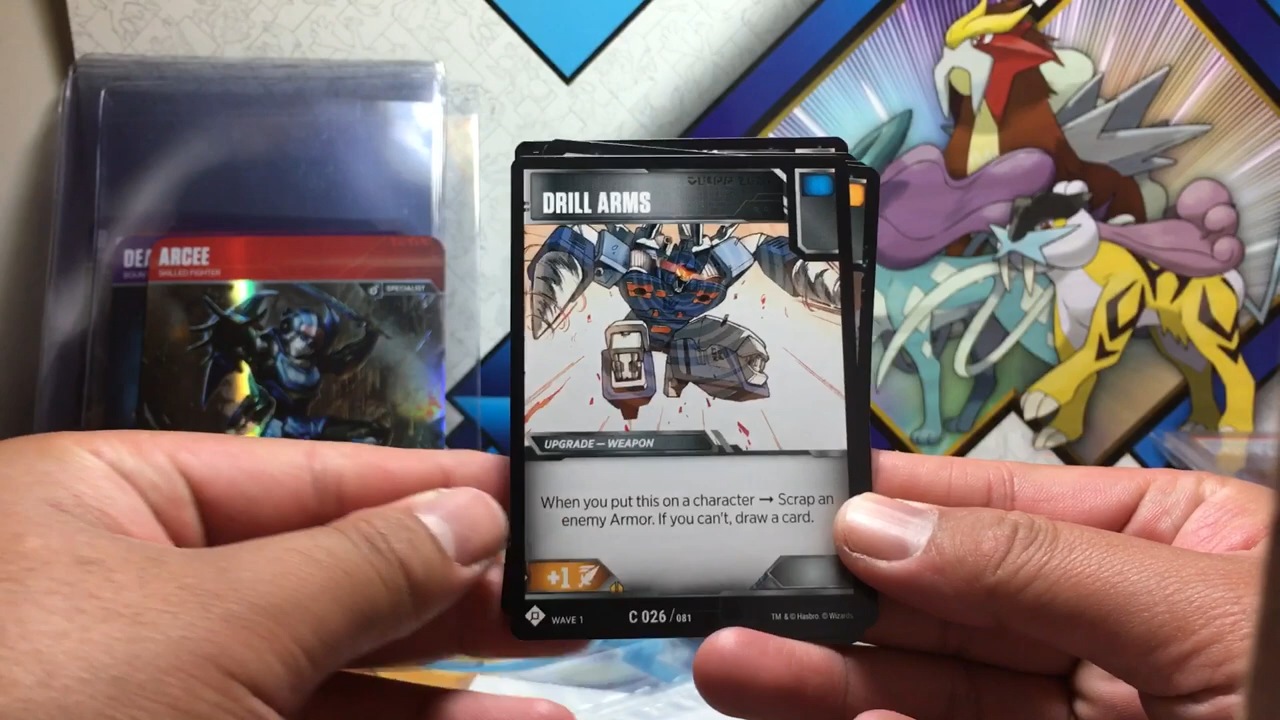 DRILL ARMS
UPGRADE – WEAPON
When you put this on a character → Scrap an
enemy Armor. If you can't, draw a card.
+1
WAVE 1
C 026/081
TM & © Hasbro. © Wizards.
DEA
ARCEE
SKILLED FIGHTER
SPECIALIST